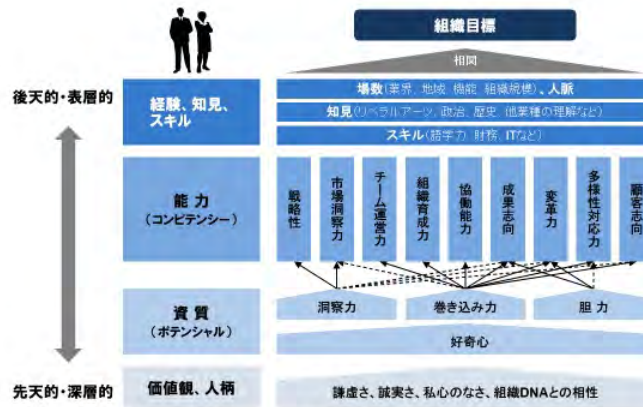 組織目標
相関
後天的・表層的
経験、知見、
スキル
場数(業界、地域、機能、組織規模)、人脈
知見(リベラルアーツ、政治、歴史、他業種の理解など)
スキル(語学力、財務、ITなど)
能力
(コンピテンシー)
戦略性
市場洞察力
チーム運営力
組織育成力
協働能力
成果志向
変革力
多様性対応力
顧客志向
資質
(ポテンシャル)
洞察力
巻き込み力
胆力
好奇心
先天的・深層的
価値観、人柄
謙虚さ、誠実さ、私心のなさ、組織DNAとの相性